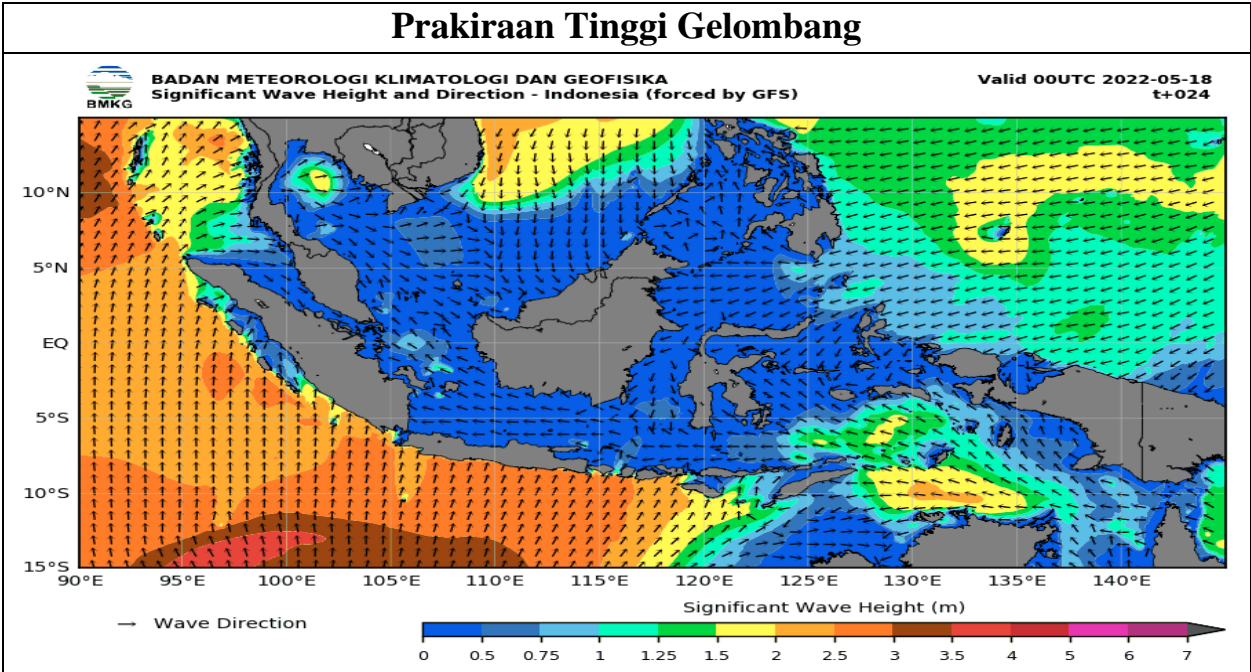 Prakiraan Tinggi Gelombang
BMKG
BADAN METEOROLOGI KLIMATOLOGI DAN GEOFISIKA
Significant Wave Height and Direction - Indonesia (forced by GFS)
Valid 00UTC 2022-05-18
t+024
10°N
5°N
EQ
5°S
10°S
15°S
90°E 95°E 100°E 105°E 110°E 115°E 120°E 125°E 130°E 135°E 140°E
Wave Direction
Significant Wave Height (m)
0 0.5 0.75 1 1.25 1.5 2 2.5 3 3.5 4 5 6 7